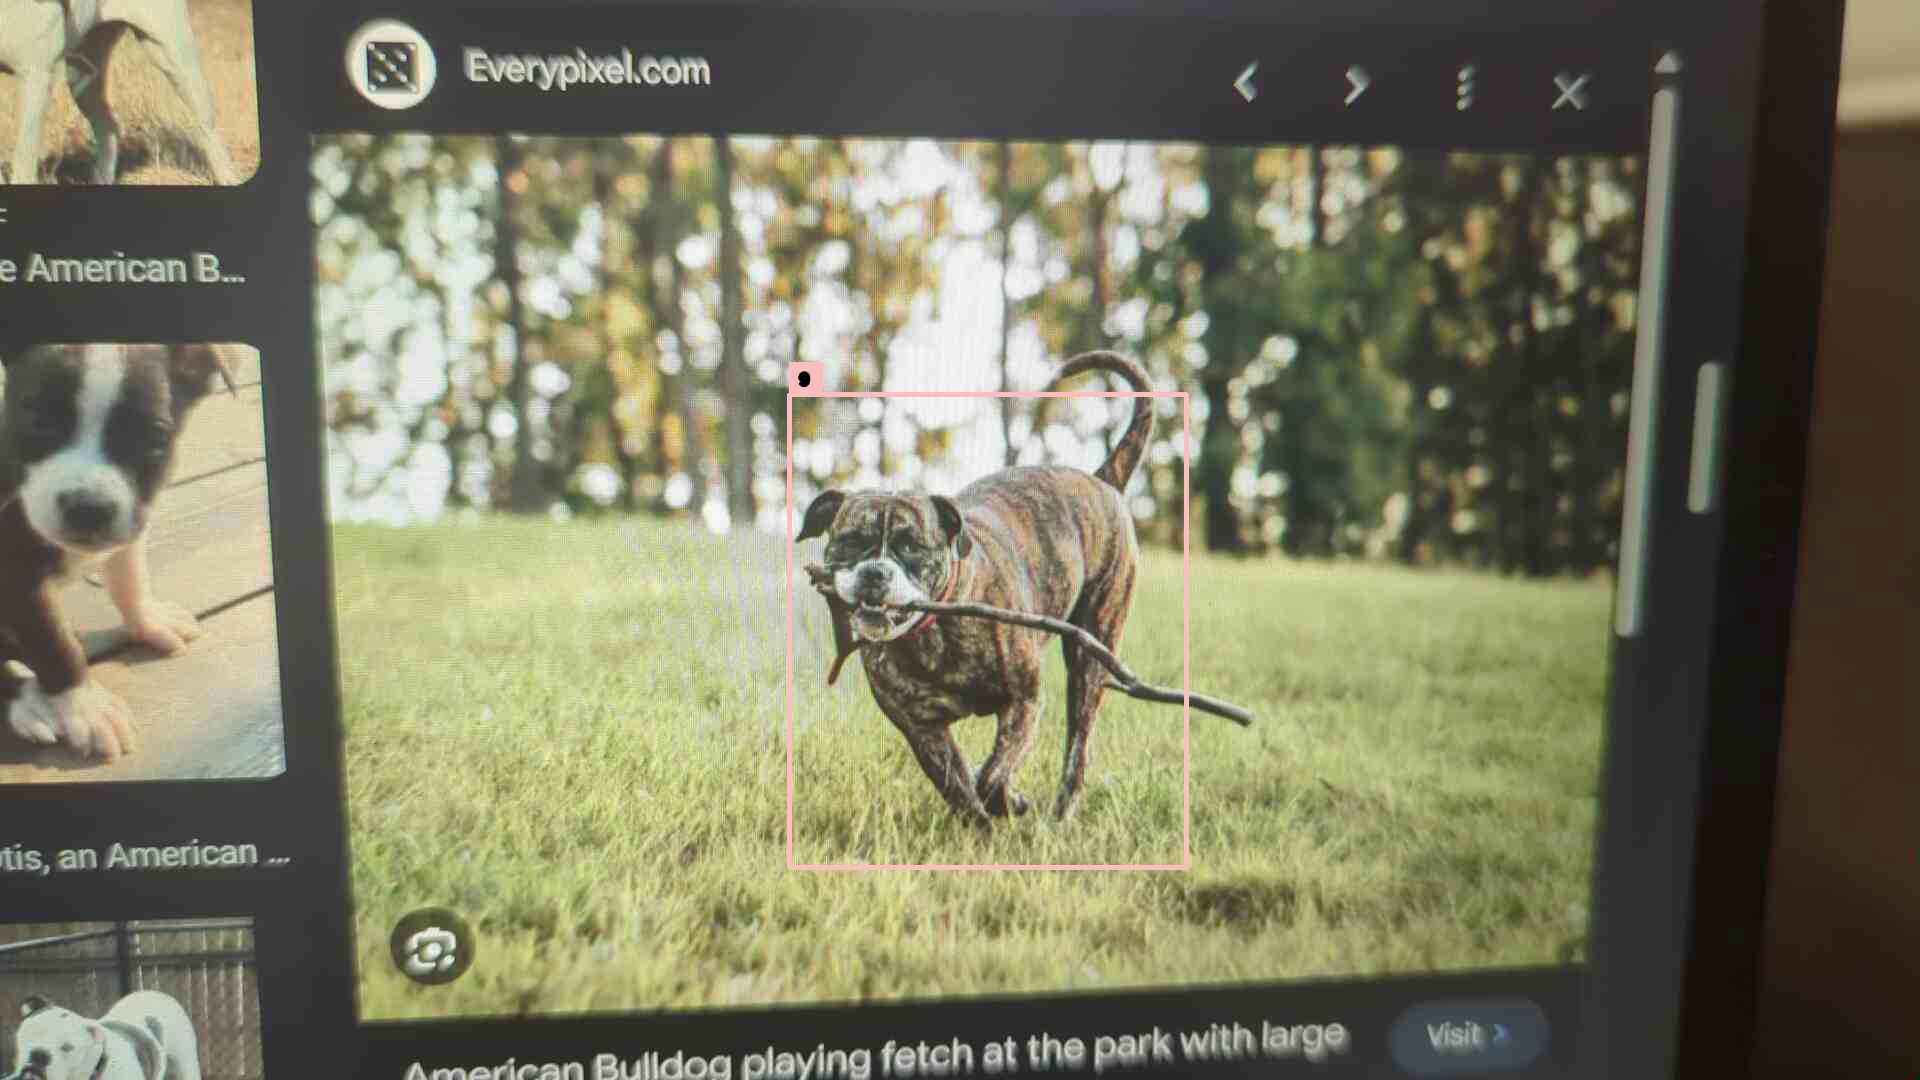 Everypixel.com
e American B...
tis, an American ...
American Bulldog playing fetch at the park with large
Visit >